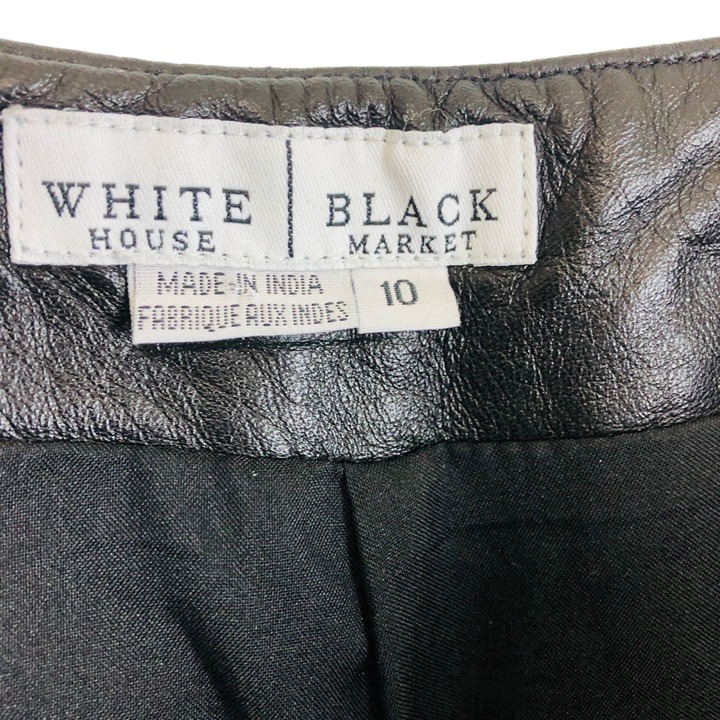 WHITE | BLACK
HOUSE | MARKET
MADE-IN INDIA
FABRIQUE AUX INDES
10